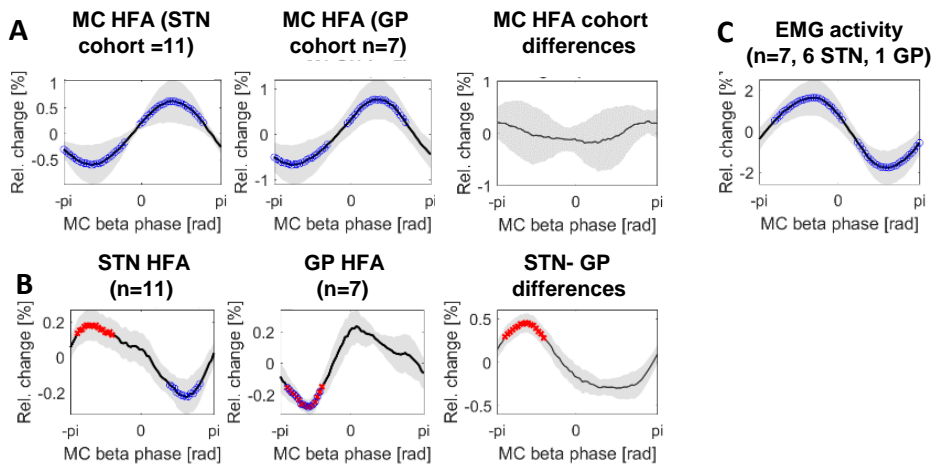 A
MC HFA (STN
cohort =11)
Rel. change [%]
0.5
0
-0.5
-pi 0 pi
MC beta phase [rad]
MC HFA (GP
cohort n=7)
Rel. change [%]
1
0
-1
-pi 0 pi
MC beta phase [rad]
MC HFA cohort
differences
Rel. change [%]
1
0
-1
-pi 0 pi
MC beta phase [rad]
C
EMG activity
(n=7, 6 STN, 1 GP)
Rel. change [%]
2
0
-2
-pi pi
MC beta phase [rad]
B
STN HFA
(n=11)
Rel. change [%]
0.2
0
-0.2
-pi 0 pi
MC beta phase [rad]
GP HFA
(n=7)
Rel. change [%]
0.2
0
-0.2
-pi 0 pi
MC beta phase [rad]
STN- GP
differences
Rel. change [%]
0.5
0
-0.5
-pi 0 pi
MC beta phase [rad]